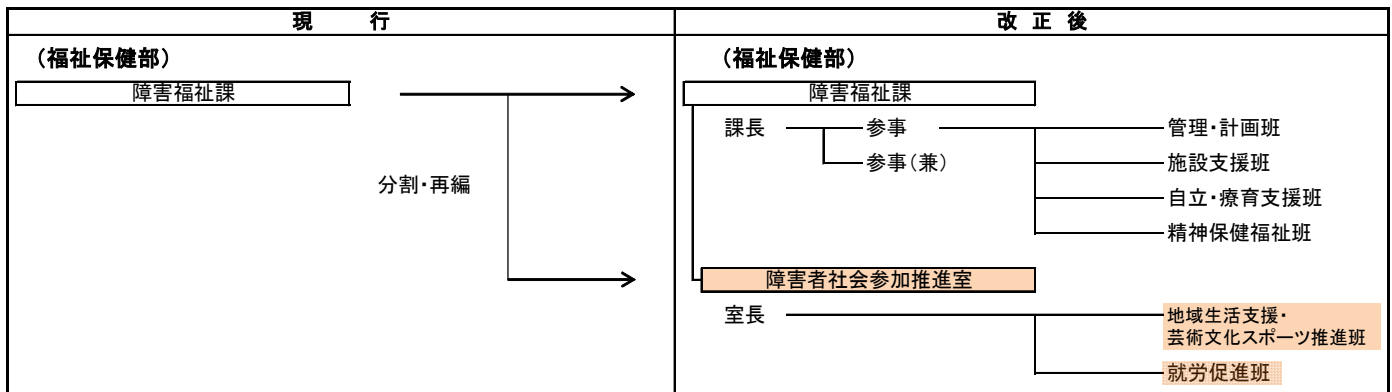 現　行
改 正 後
（福祉保健部）
障害福祉課
分割・再編
（福祉保健部）
障害福祉課
課長　参事　管理・計画班
参事（兼）　施設支援班
自立・療育支援班
精神保健福祉班
障害者社会参加推進室
室長　地域生活支援・
芸術文化スポーツ推進班
就労促進班